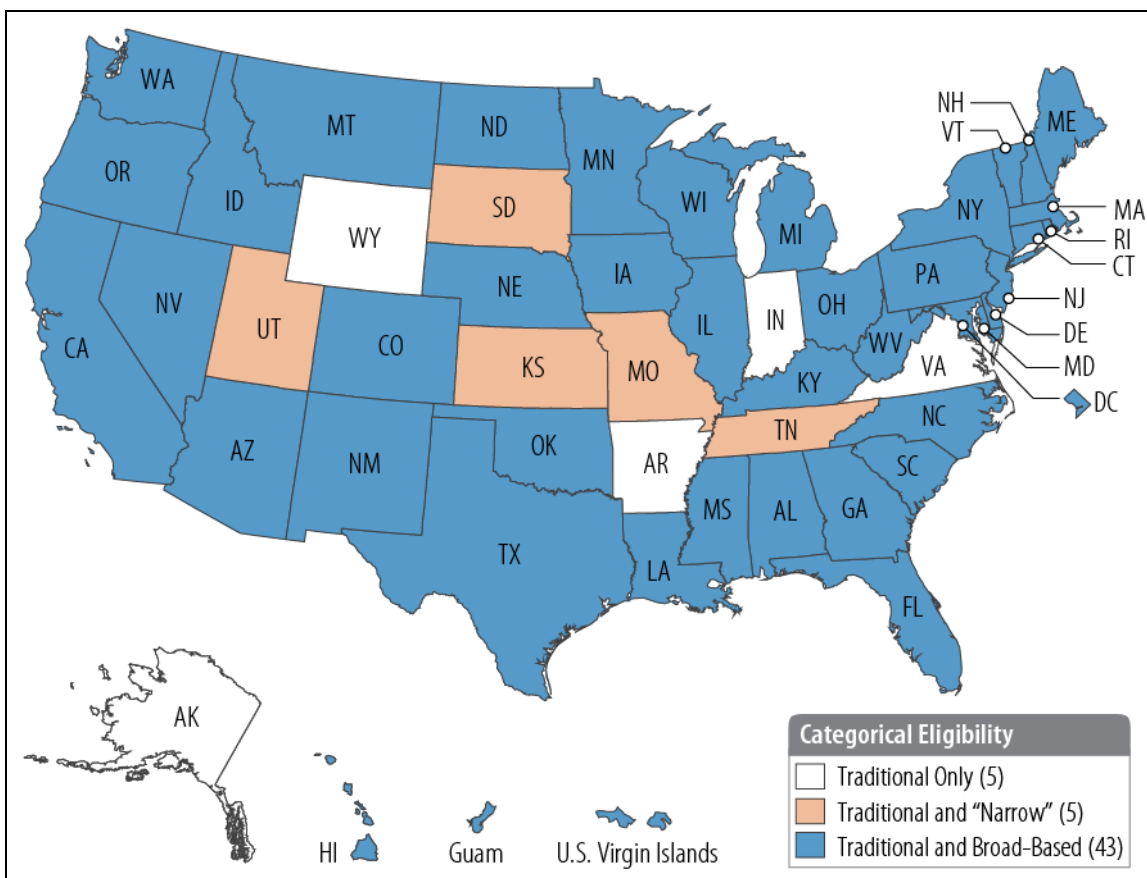 WA
MT
ND
MN
NH
VT
ME
OR
ID
SD
WI
MI
NY
MA
RI
CT
WY
NE
IA
PA
NV
UT
CO
IL
IN
OH
NJ
DE
CA
KS
MO
WV
VA
MD
KY
DC
AZ
NM
OK
AR
TN
NC
SC
TX
LA
MS
AL
GA
FL
AK
HI
Guam
U.S. Virgin Islands
Categorical Eligibility
Traditional Only (5)
Traditional and “Narrow” (5)
Traditional and Broad-Based (43)